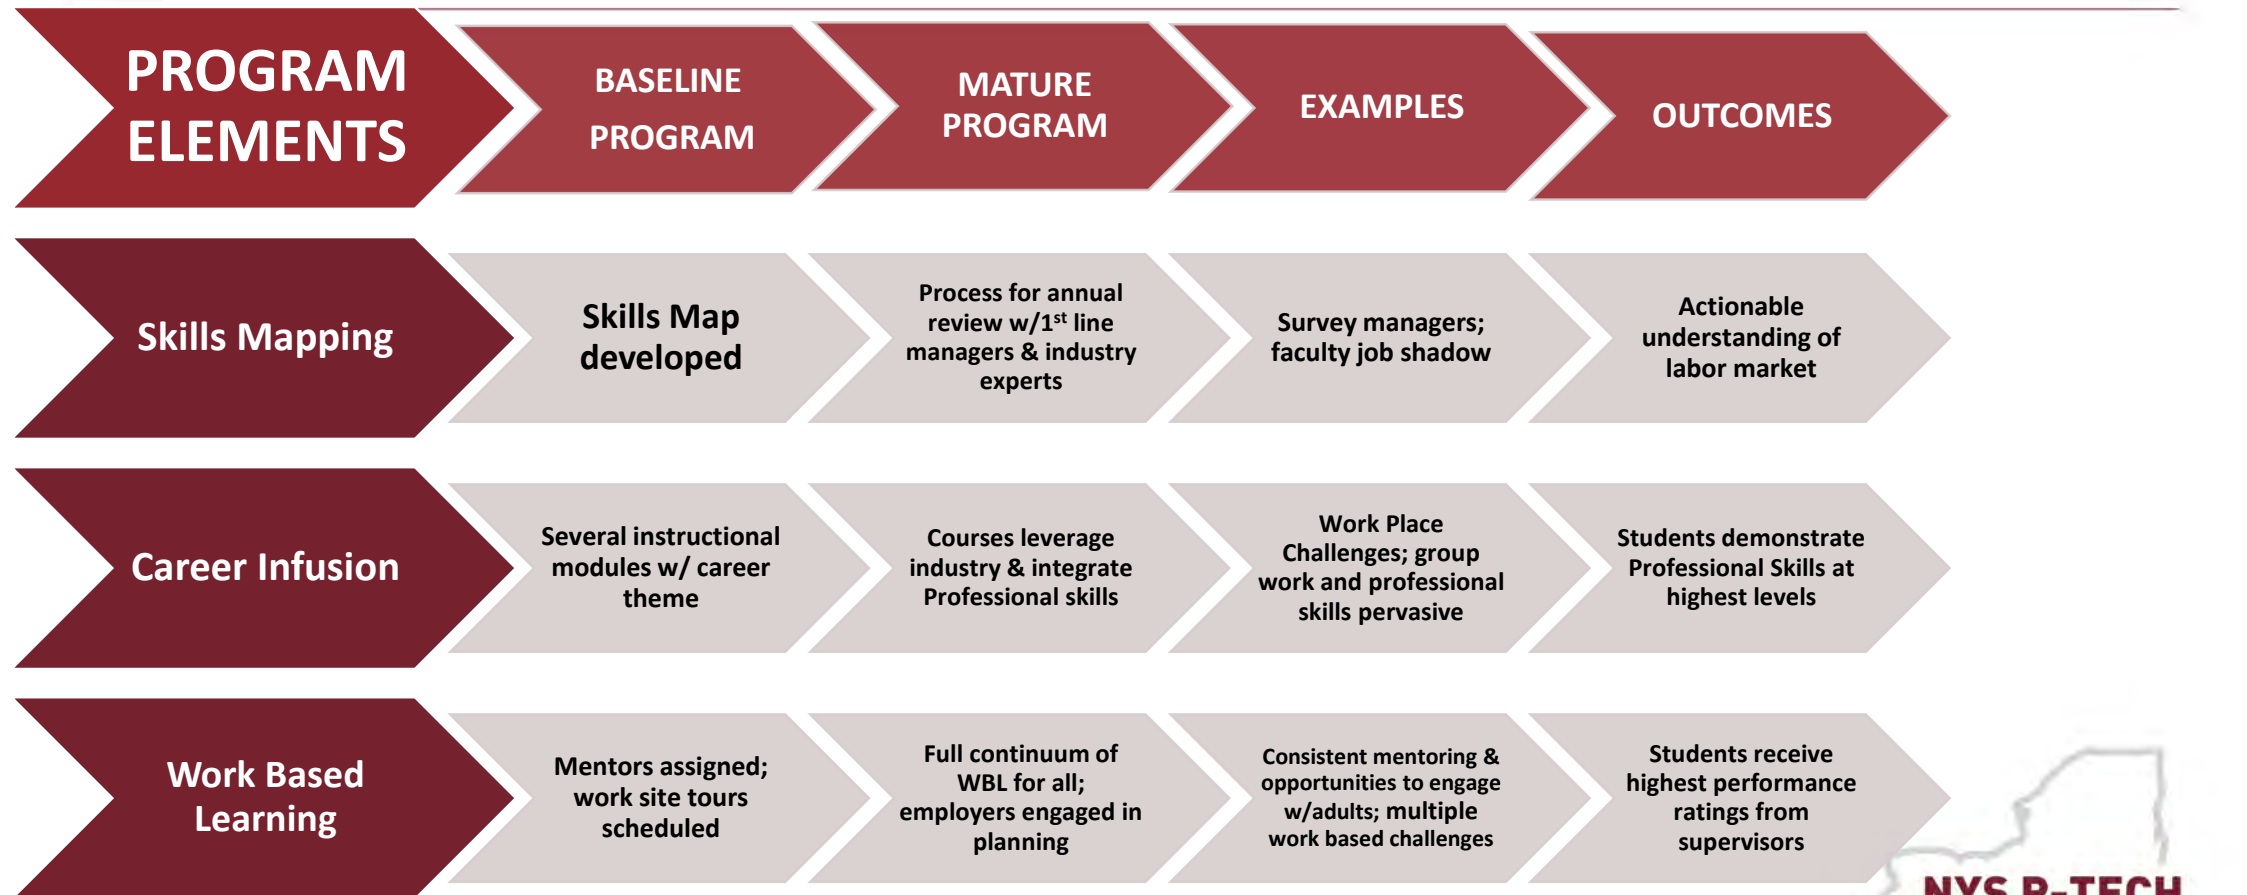 PROGRAM
ELEMENTS
BASELINE
PROGRAM
MATURE
PROGRAM
EXAMPLES
OUTCOMES
Skills Mapping
Skills Map
developed
Process for annual
review w/1st line
managers & industry
experts
Survey managers;
faculty job shadow
Actionable
understanding of
labor market
Career Infusion
Several instructional
modules w/ career
theme
Courses leverage
industry & integrate
Professional skills
Work Place
Challenges; group
work and professional
skills pervasive
Students demonstrate
Professional Skills at
highest levels
Work Based
Learning
Mentors assigned;
work site tours
scheduled
Full continuum of
WBL for all;
employers engaged in
planning
Consistent mentoring &
opportunities to engage
w/adults; multiple
work based challenges
Students receive
highest performance
ratings from
supervisors
NYS P-TECH